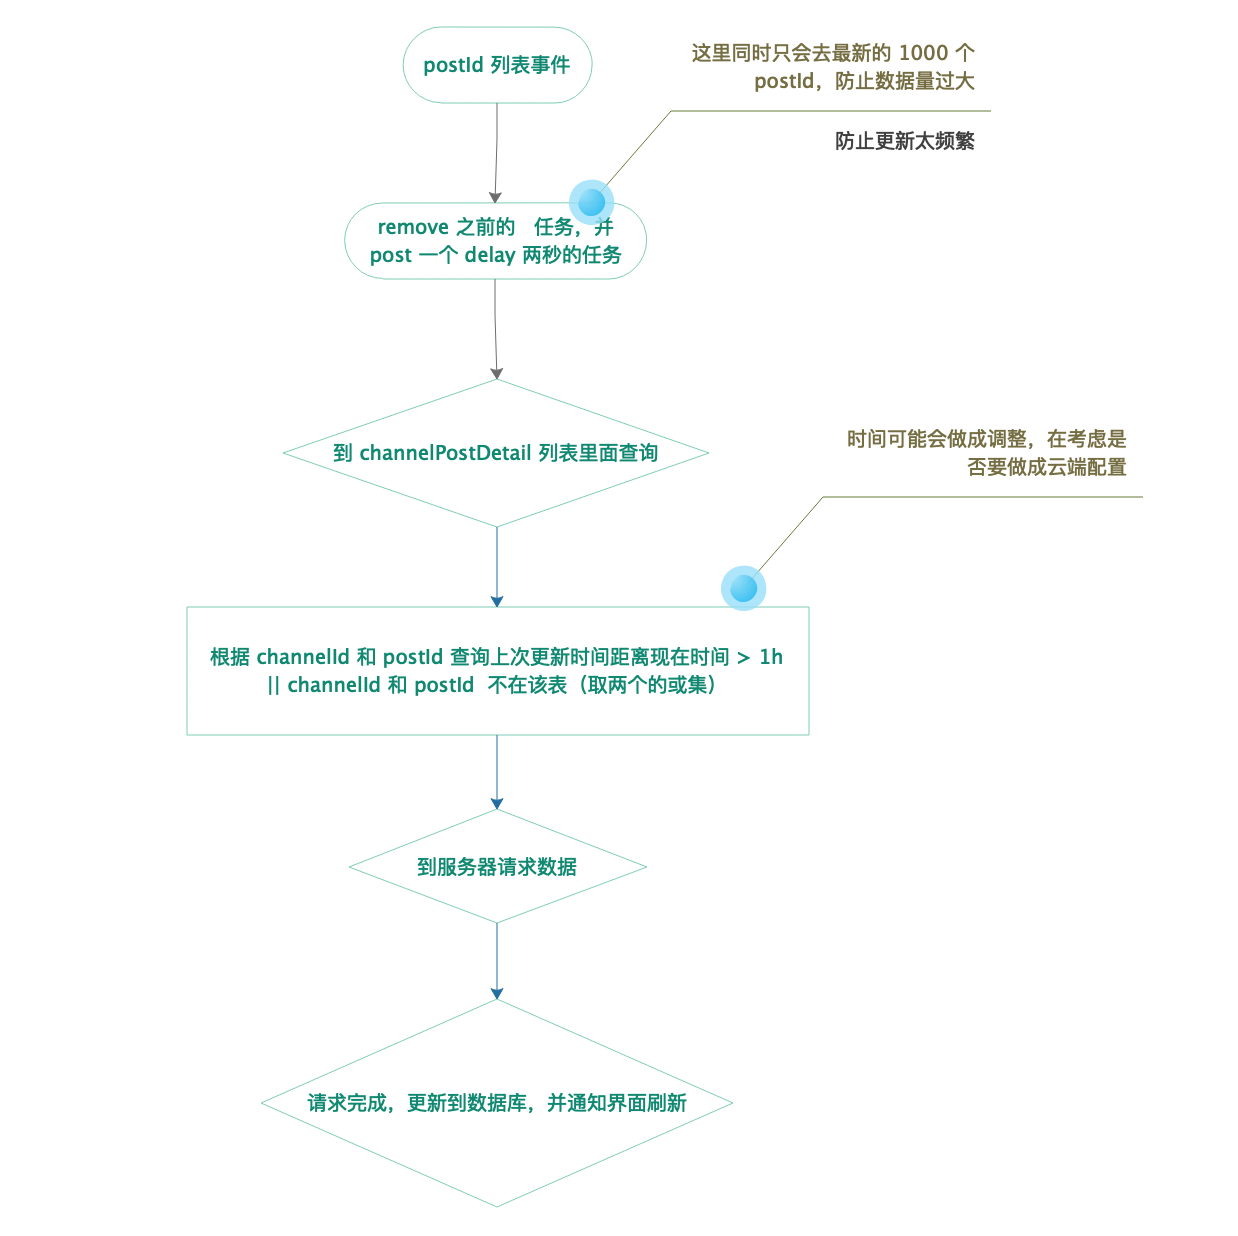 postId 列表事件
这里同时只会去最新的 1000 个
postId，防止数据量过大
防止更新太频繁
remove 之前的 任务，并
post 一个 delay 两秒的任务
到 channelPostDetail 列表里面查询
时间可能会做成调整，在考虑是
否要做成云端配置
根据 channelId 和 postId 查询上次更新时间距离现在时间 > 1h
|| channelId 和 postId 不在该表（取两个的或集）
到服务器请求数据
请求完成，更新到数据库，并通知界面刷新